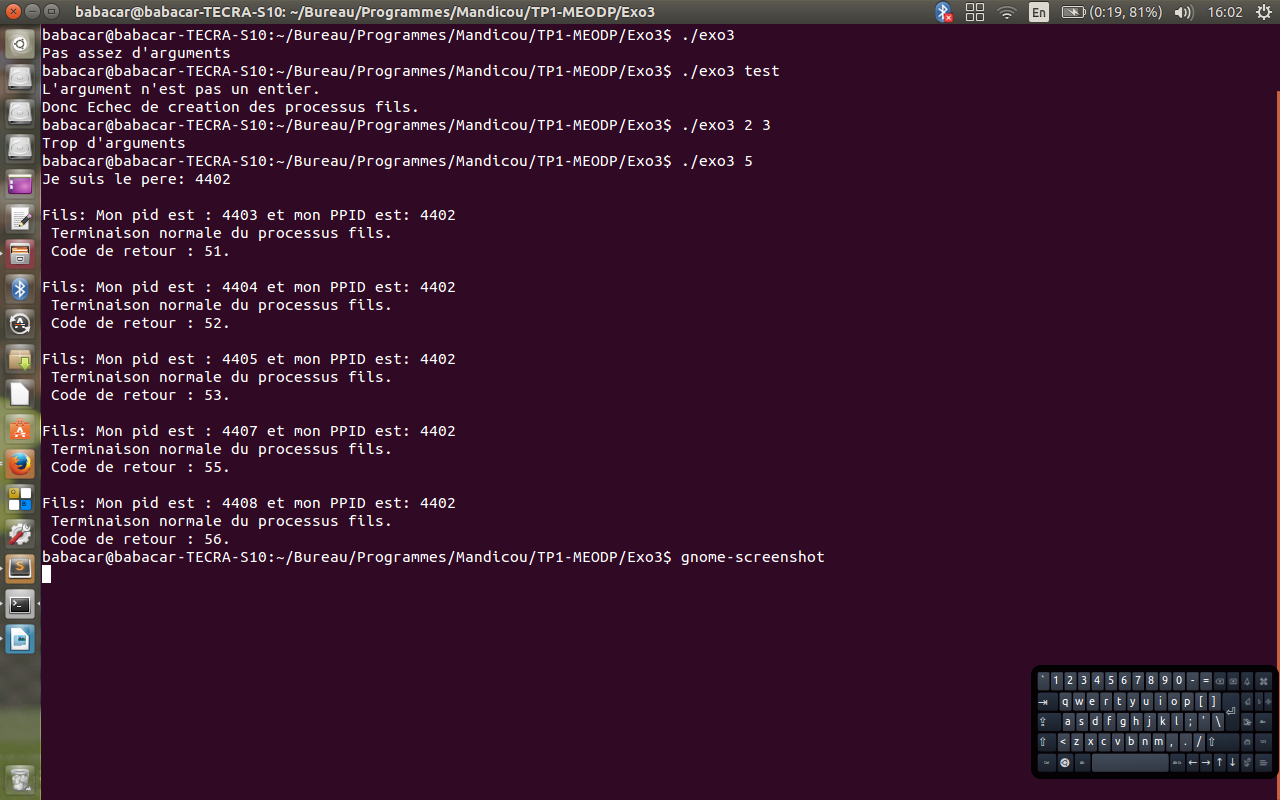 babacar@babacar-TECRA-S10: ~/Bureau/Programmes/Mandicou/TP1-MEODP/Exo3
En (0:19, 81%) 16:02
babacar@babacar-TECRA-S10:~/Bureau/Programmes/Mandicou/TP1-MEODP/Exo3$ ./exo3
Pas assez d'arguments
babacar@babacar-TECRA-S10:~/Bureau/Programmes/Mandicou/TP1-MEODP/Exo3$ ./exo3 test
L'argument n'est pas un entier.
Donc Echec de creation des processus fils.
babacar@babacar-TECRA-S10:~/Bureau/Programmes/Mandicou/TP1-MEODP/Exo3$ ./exo3 2 3
Trop d'arguments
babacar@babacar-TECRA-S10:~/Bureau/Programmes/Mandicou/TP1-MEODP/Exo3$ ./exo3 5
Je suis le pere: 4402
Fils: Mon pid est : 4403 et mon PPID est: 4402
Terminaison normale du processus fils.
Code de retour : 51.
Fils: Mon pid est : 4404 et mon PPID est: 4402
Terminaison normale du processus fils.
Code de retour : 52.
Fils: Mon pid est : 4405 et mon PPID est: 4402
Terminaison normale du processus fils.
Code de retour : 53.
Fils: Mon pid est : 4407 et mon PPID est: 4402
Terminaison normale du processus fils.
Code de retour : 55.
Fils: Mon pid est : 4408 et mon PPID est: 4402
Terminaison normale du processus fils.
Code de retour : 56.
babacar@babacar-TECRA-S10:~/Bureau/Programmes/Mandicou/TP1-MEODP/Exo3$ gnome-screenshot
` 1 2 3 4 5 6 7 8 9 0 - =
q w e r t y u i o p [ ]
a s d f g h j k l ; ' \
< z x c v b n m , . /